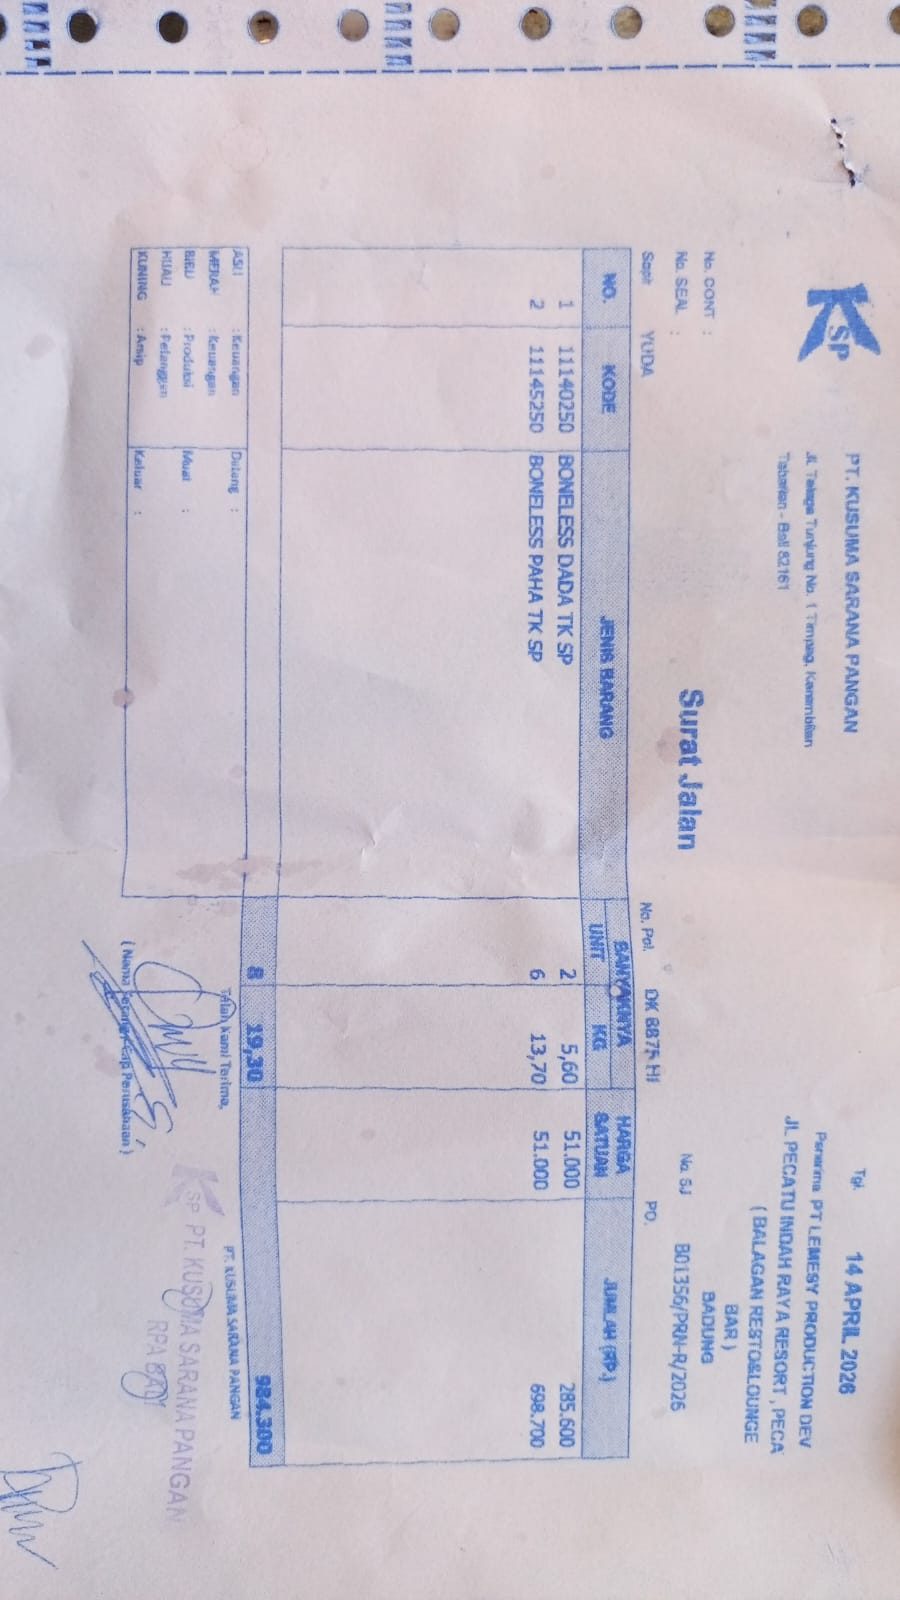 KSP
PT. KUSUMA SARANA PANGAN
Jl. Telaga Tunjung No. 1 Timpag, Kerambitan
Tabanan - Bali 82161
Tgl. 14 APRIL 2026
Penerima PT LEMESY PRODUCTION DEV
JL PECATU INDAH RAYA RESORT , PECA
( BALAGAN RESTO&LOUNGE
BAR )
BADUNG
No. CONT :
No. SEAL :
Surat Jalan
No. SJ B01356/PRN-R/2026
Sopir YUDA
No. Pol. DK 8875 HI
PO.
NO. KODE JENIS BARANG BANYAKNYA HARGA SATUAN JUMLAH (RP.)
UNIT KG
1 11140250 BONELESS DADA TK SP 2 5,60 51.000 285.600
2 11145250 BONELESS PAHA TK SP 6 13,70 51.000 698.700
8 19,30 984.300
ASLI : Keuangan
MERAH : Keuangan
BIRU : Produksi
HIJAU : Pelanggan
KUNING : Arsip
Datang :
Muat :
Keluar :
Telah Kami Terima,
( Nama Terang, Cap Perusahaan )
PT. KUSUMA SARANA PANGAN
KSP PT. KUSUMA SARANA PANGAN
RPA BALI